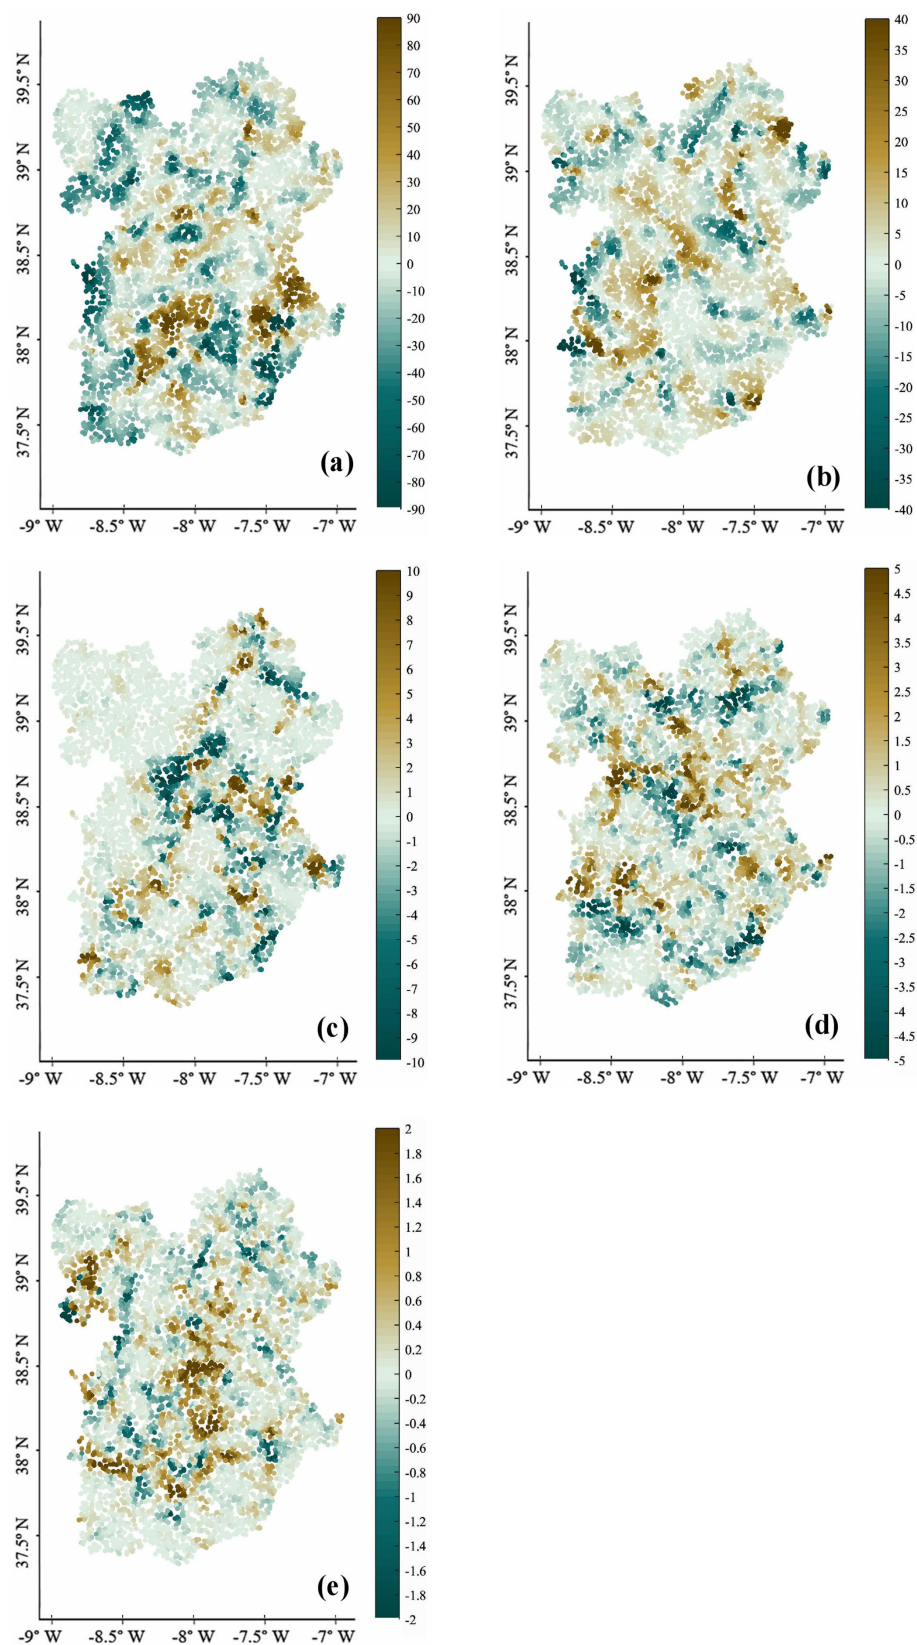 (a)
39.5° N
39° N
38.5° N
38° N
37.5° N
-9° W -8.5° W -8° W -7.5° W -7° W
90
80
70
60
50
40
30
20
10
0
-10
-20
-30
-40
-50
-60
-70
-80
-90
(b)
39.5° N
39° N
38.5° N
38° N
37.5° N
-9° W -8.5° W -8° W -7.5° W -7° W
40
35
30
25
20
15
10
5
0
-5
-10
-15
-20
-25
-30
-35
-40
39.5° N
39° N
38.5° N
38° N
37.5° N
(c)
-9° W -8.5° W -8° W -7.5° W -7° W
10
9
8
7
6
5
4
3
2
1
0
-1
-2
-3
-4
-5
-6
-7
-8
-9
-10
39.5° N
39° N
38.5° N
38° N
37.5° N
(d)
-9° W -8.5° W -8° W -7.5° W -7° W
5
4.5
4
3.5
3
2.5
2
1.5
1
0.5
0
-0.5
-1
-1.5
-2
-2.5
-3
-3.5
-4
-4.5
-5
39.5° N
39° N
38.5° N
38° N
37.5° N
(e)
-9° W -8.5° W -8° W -7.5° W -7° W
2
1.8
1.6
1.4
1.2
1
0.8
0.6
0.4
0.2
0
-0.2
-0.4
-0.6
-0.8
-1
-1.2
-1.4
-1.6
-1.8
-2